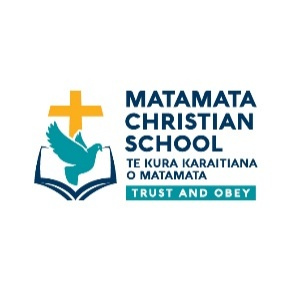 MATAMATA
CHRISTIAN
SCHOOL
TE KURA KARAITIANA
O MATAMATA
TRUST AND OBEY